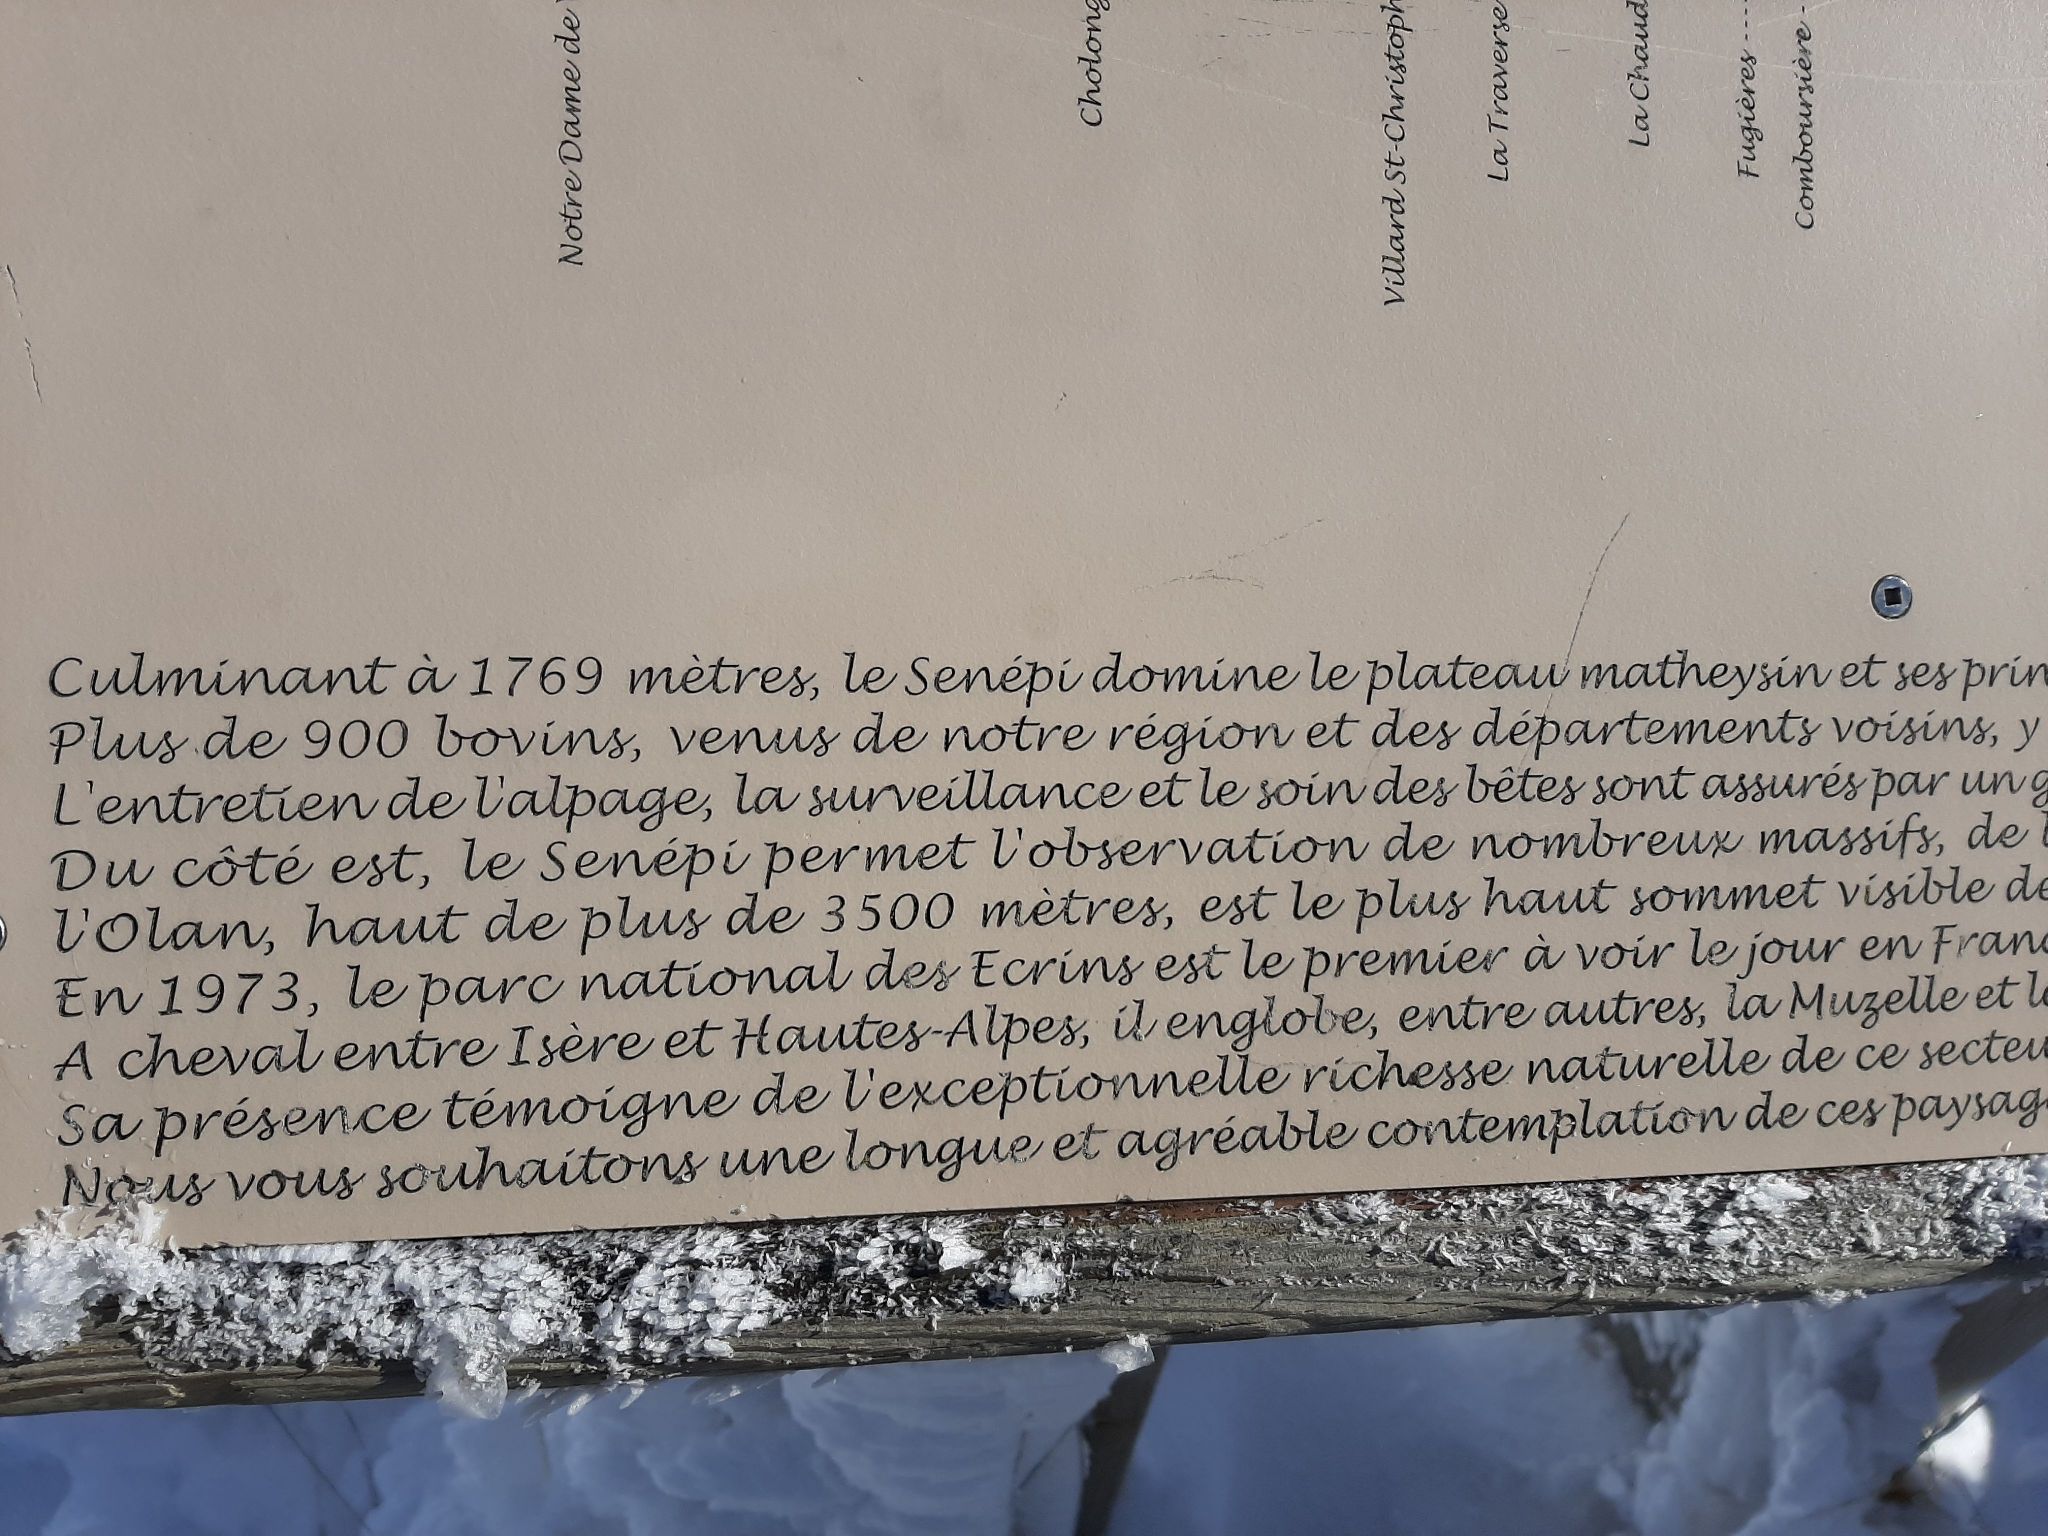 Notre Dame de
Cholong
Villard St-Christoph
La Traverse
La Chaud
Fugières ----
Comboursière -
Culminant à 1769 mètres, le Senépi domine le plateau matheysin et ses prin
Plus de 900 bovins, venus de notre région et des départements voisins, y
L'entretien de l'alpage, la surveillance et le soin des bêtes sont assurés par un g
Du côté est, le Senépi permet l'observation de nombreux massifs, de l
l'Olan, haut de plus de 3500 mètres, est le plus haut sommet visible de
En 1973, le parc national des Ecrins est le premier à voir le jour en Franc
A cheval entre Isère et Hautes-Alpes, il englobe, entre autres, la Muzelle et le
Sa présence témoigne de l'exceptionnelle richesse naturelle de ce secteu
Nous vous souhaitons une longue et agréable contemplation de ces paysag